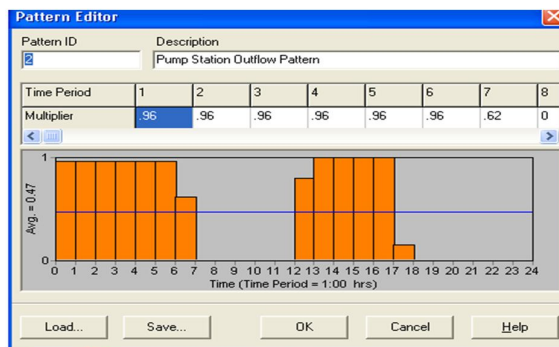 Pattern Editor
Pattern ID Description
2 Pump Station Outflow Pattern
Time Period 1 2 3 4 5 6 7 8
Multiplier .96 .96 .96 .96 .96 .96 .62 0
1
Avg. = 0.47
0
0 1 2 3 4 5 6 7 8 9 10 11 12 13 14 15 16 17 18 19 20 21 22 23 24
Time (Time Period = 1:00 hrs)
Load... Save... OK Cancel Help